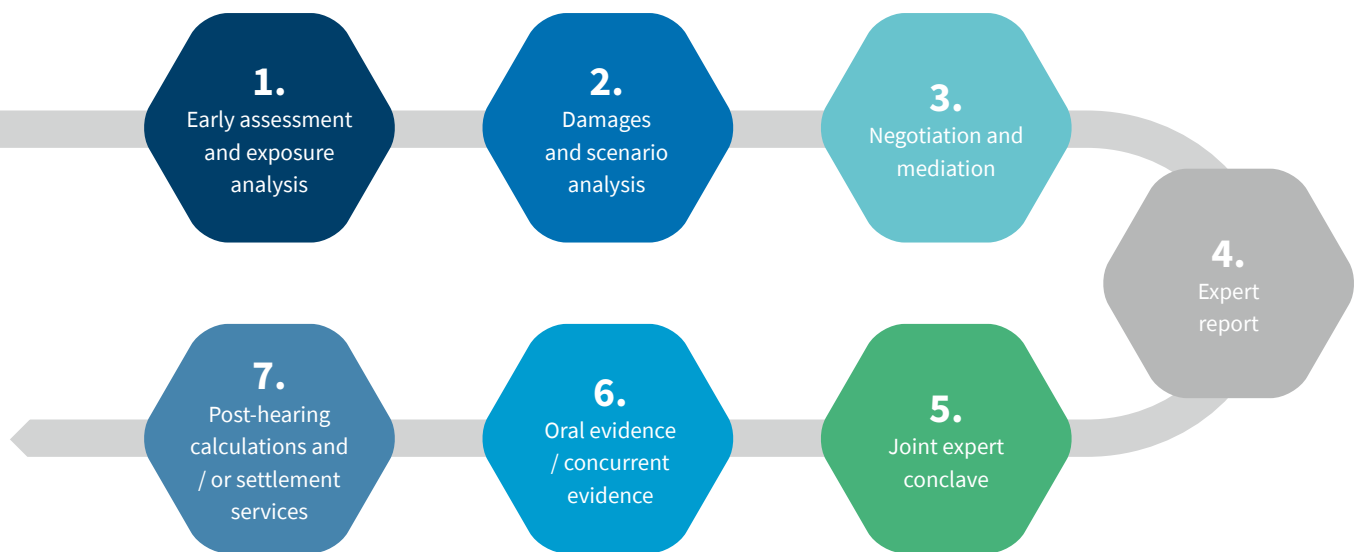 1.
Early assessment
and exposure
analysis
2.
Damages
and scenario
analysis
3.
Negotiation and
mediation
4.
Expert
report
5.
Joint expert
conclave
6.
Oral evidence
/ concurrent
evidence
7.
Post-hearing
calculations and
/ or settlement
services